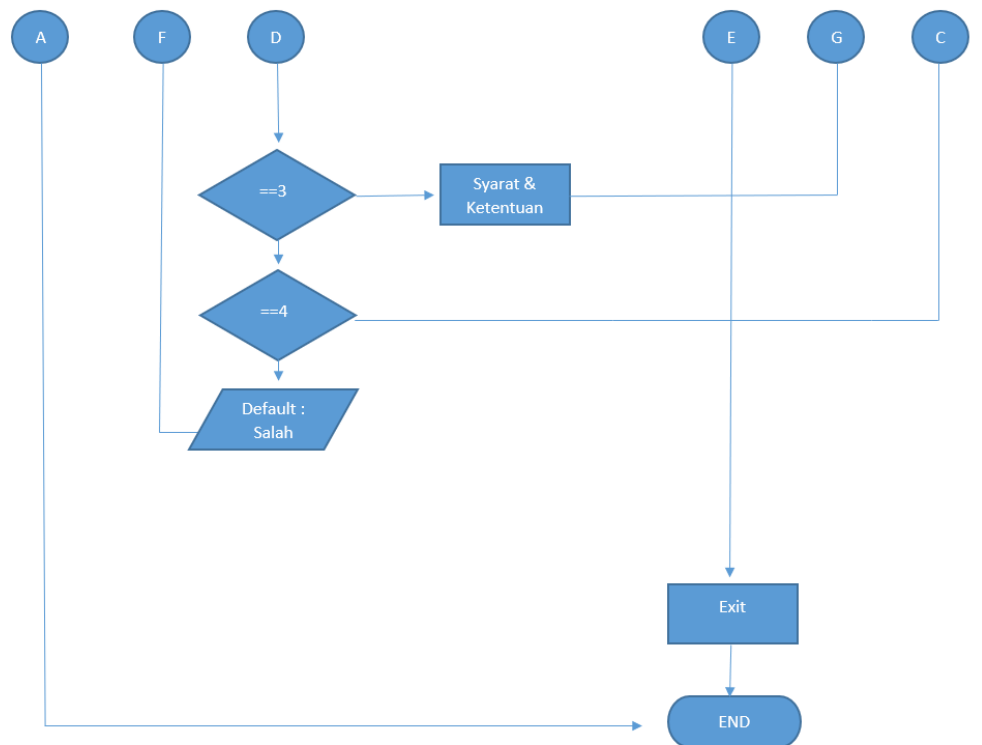 A
F
D
E
G
C
==3
Syarat &
Ketentuan
==4
Default :
Salah
Exit
END